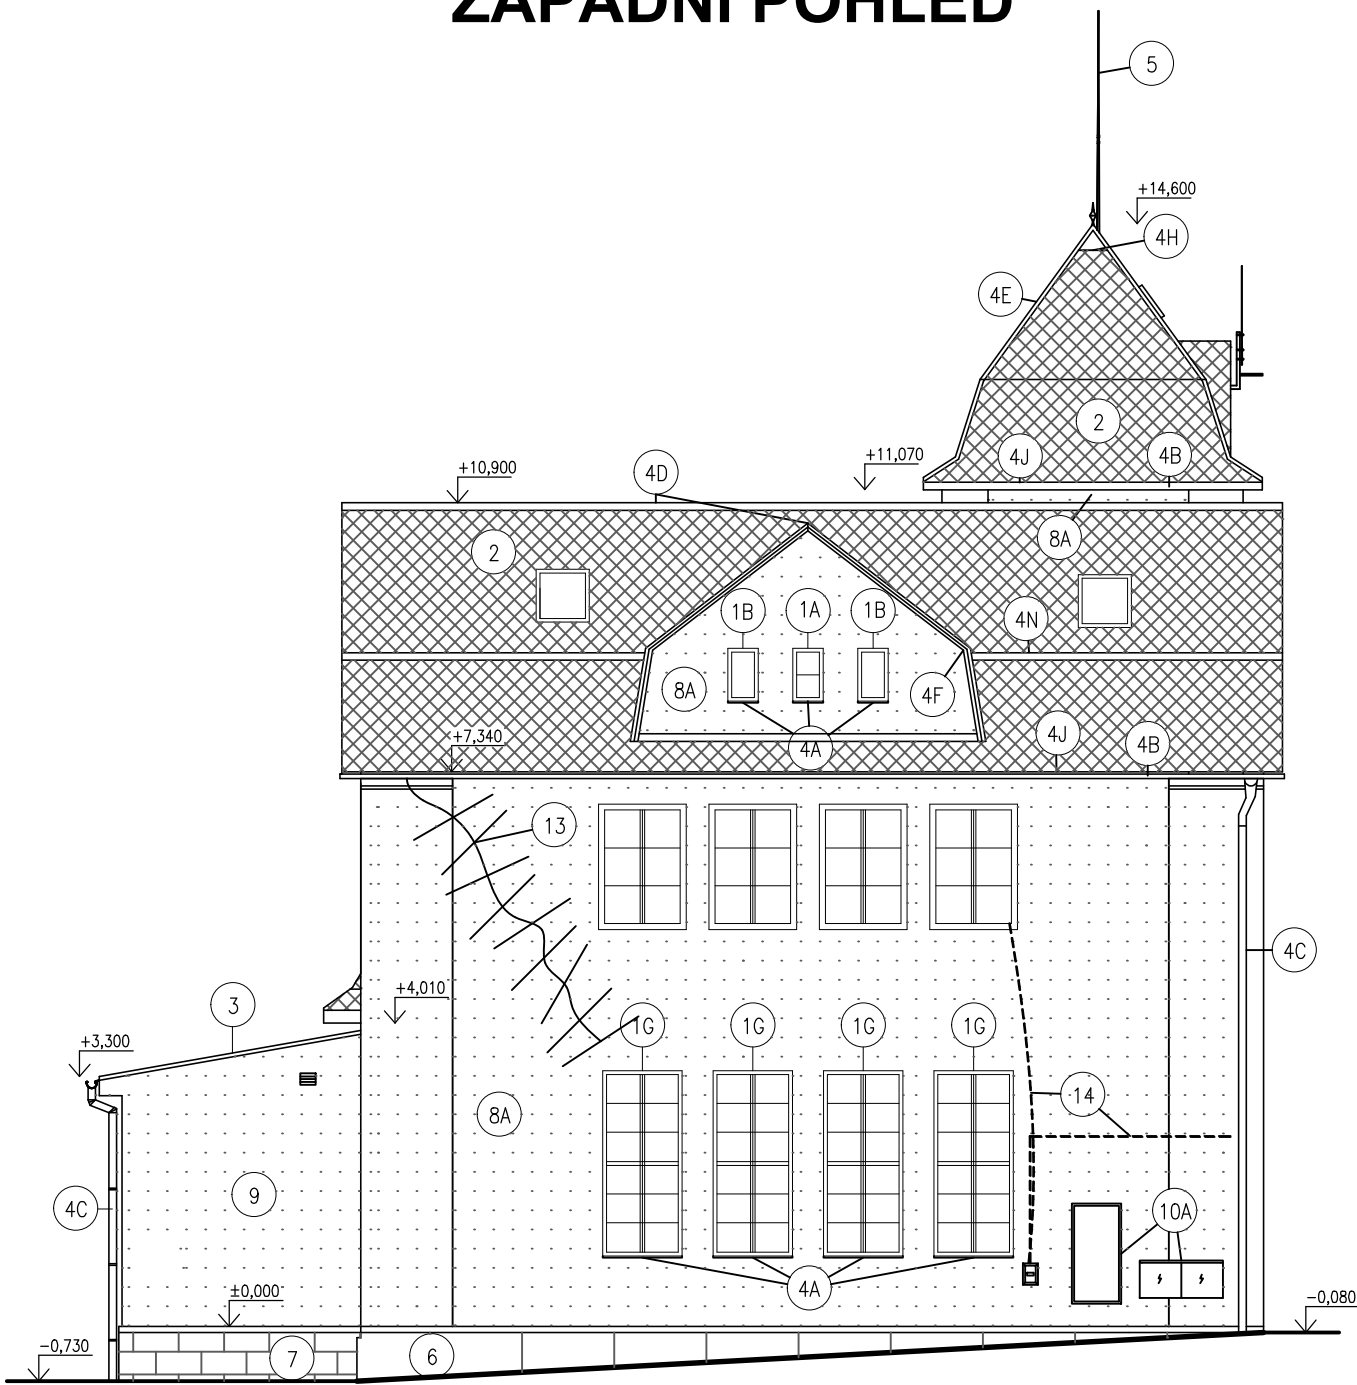 ZÁPADNÍ POHLED
5
+14,600
4H
4E
2
4J
4B
+11,070
+10,900
4D
8A
2
1B
1A
1B
4N
8A
4F
4A
+7,340
4J
4B
13
4C
+4,010
3
+3,300
1G
1G
1G
1G
14
8A
9
4C
10A
4A
±0,000
-0,080
-0,730
7
6